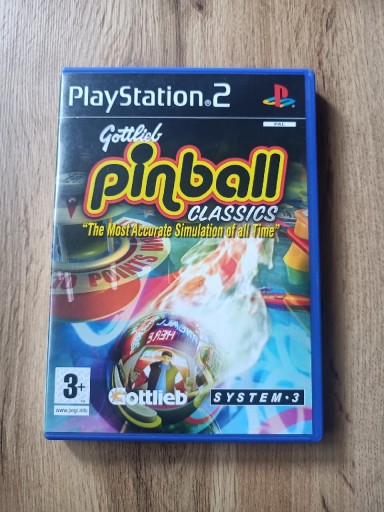 PlayStation®2
PAL
Gottlieb
pinball
CLASSICS
"The Most Accurate Simulation of all Time"
POINTS
HERE
3+
www.pegi.info
Gottlieb
SYSTEM·3